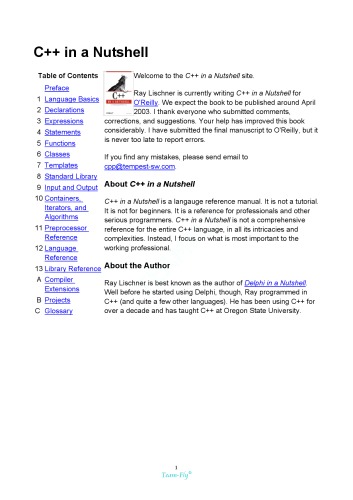 C++ in a Nutshell
Table of Contents
Preface
1 Language Basics
2 Declarations
3 Expressions
4 Statements
5 Functions
6 Classes
7 Templates
8 Standard Library
9 Input and Output
10 Containers,
Iterators, and
Algorithms
11 Preprocessor
Reference
12 Language
Reference
13 Library Reference
A Compiler
Extensions
B Projects
C Glossary
C++
Welcome to the C++ in a Nutshell site.
Ray Lischner is currently writing C++ in a Nutshell for
O'Reilly. We expect the book to be published around April
2003. I thank everyone who submitted comments,
corrections, and suggestions. Your help has improved this book
considerably. I have submitted the final manuscript to O'Reilly, but it
is never too late to report errors.
If you find any mistakes, please send email to
cpp@tempest-sw.com.
About C++ in a Nutshell
C++ in a Nutshell is a langauge reference manual. It is not a tutorial.
It is not for beginners. It is a reference for professionals and other
serious programmers. C++ in a Nutshell is not a comprehensive
reference for the entire C++ language, in all its intricacies and
complexities. Instead, I focus on what is most important to the
working professional.
About the Author
Ray Lischner is best known as the author of Delphi in a Nutshell.
Well before he started using Delphi, though, Ray programmed in
C++ (and quite a few other languages). He has been using C++ for
over a decade and has taught C++ at Oregon State University.
1
Team-Fly®